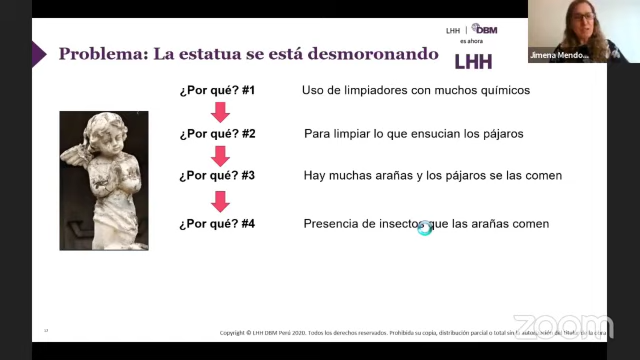 LHH DBM
es ahora
LHH
Problema: La estatua se está desmoronando
¿Por qué? #1 Uso de limpiadores con muchos químicos
¿Por qué? #2 Para limpiar lo que ensucian los pájaros
¿Por qué? #3 Hay muchas arañas y los pájaros se las comen
¿Por qué? #4 Presencia de insectos que las arañas comen
Jimena Mendo...
Copyright © LHH DBM Perú 2020. Todos los derechos reservados. Prohibida su copia, distribución parcial o total sin la
zoom